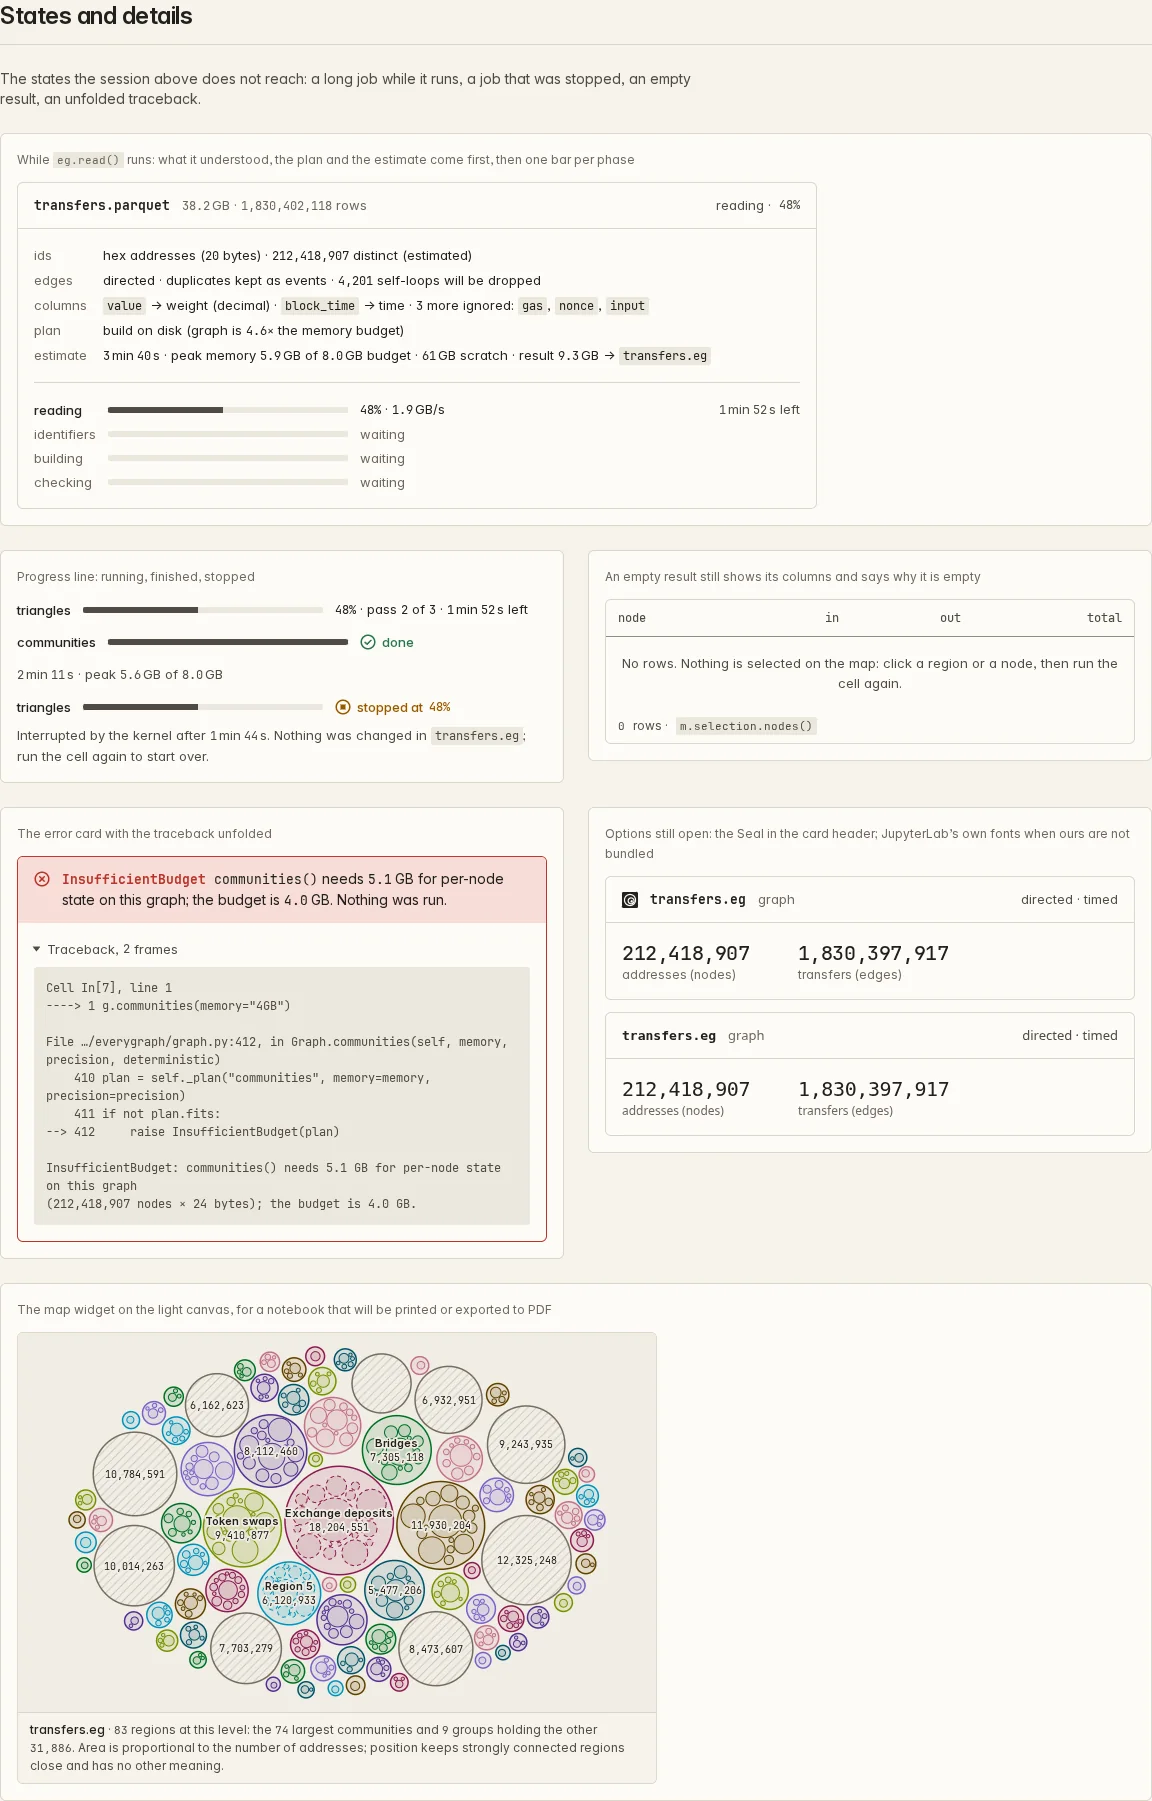 States and details
The states the session above does not reach: a long job while it runs, a job that was stopped, an empty
result, an unfolded traceback.
While eg.read() runs: what it understood, the plan and the estimate come first, then one bar per phase
transfers.parquet 38.2 GB · 1,830,402,118 rows reading · 48%
ids hex addresses (20 bytes) · 212,418,907 distinct (estimated)
edges directed · duplicates kept as events · 4,201 self-loops will be dropped
columns value → weight (decimal) · block_time → time · 3 more ignored: gas, nonce, input
plan build on disk (graph is 4.6× the memory budget)
estimate 3 min 40 s · peak memory 5.9 GB of 8.0 GB budget · 61 GB scratch · result 9.3 GB → transfers.eg
reading 48% · 1.9 GB/s 1 min 52 s left
identifiers waiting
building waiting
checking waiting
Progress line: running, finished, stopped
triangles 48% · pass 2 of 3 · 1 min 52 s left
communities done
2 min 11 s · peak 5.6 GB of 8.0 GB
triangles stopped at 48%
Interrupted by the kernel after 1 min 44 s. Nothing was changed in transfers.eg;
run the cell again to start over.
An empty result still shows its columns and says why it is empty
node in out total
No rows. Nothing is selected on the map: click a region or a node, then run the
cell again.
0 rows · m.selection.nodes()
The error card with the traceback unfolded
InsufficientBudget communities() needs 5.1 GB for per-node
state on this graph; the budget is 4.0 GB. Nothing was run.
Traceback, 2 frames
Cell In[7], line 1
----> 1 g.communities(memory="4GB")
File …/everygraph/graph.py:412, in Graph.communities(self, memory,
precision, deterministic)
410 plan = self._plan("communities", memory=memory,
precision=precision)
411 if not plan.fits:
--> 412 raise InsufficientBudget(plan)
InsufficientBudget: communities() needs 5.1 GB for per-node state
on this graph
(212,418,907 nodes × 24 bytes); the budget is 4.0 GB.
Options still open: the Seal in the card header; JupyterLab's own fonts when ours are not
bundled
transfers.eg graph directed · timed
212,418,907 1,830,397,917
addresses (nodes) transfers (edges)
transfers.eg graph directed · timed
212,418,907 1,830,397,917
addresses (nodes) transfers (edges)
The map widget on the light canvas, for a notebook that will be printed or exported to PDF
6,932,951
6,162,623
Bridges
9,243,935
8,112,460
7,305,118
10,784,591
Exchange deposits
Token swaps
11,930,204
18,204,551
9,410,877
12,325,248
10,014,263
Region 5
5,477,206
6,120,933
7,703,279
8,473,607
transfers.eg · 83 regions at this level: the 74 largest communities and 9 groups holding the other
31,886. Area is proportional to the number of addresses; position keeps strongly connected regions
close and has no other meaning.